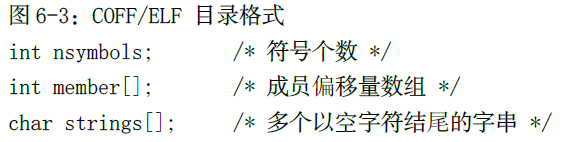 图6-3：COFF/ELF 目录格式
int nsymbols; /* 符号个数 */
int member[]; /* 成员偏移量数组 */
char strings[]; /* 多个以空字符结尾的字串 */